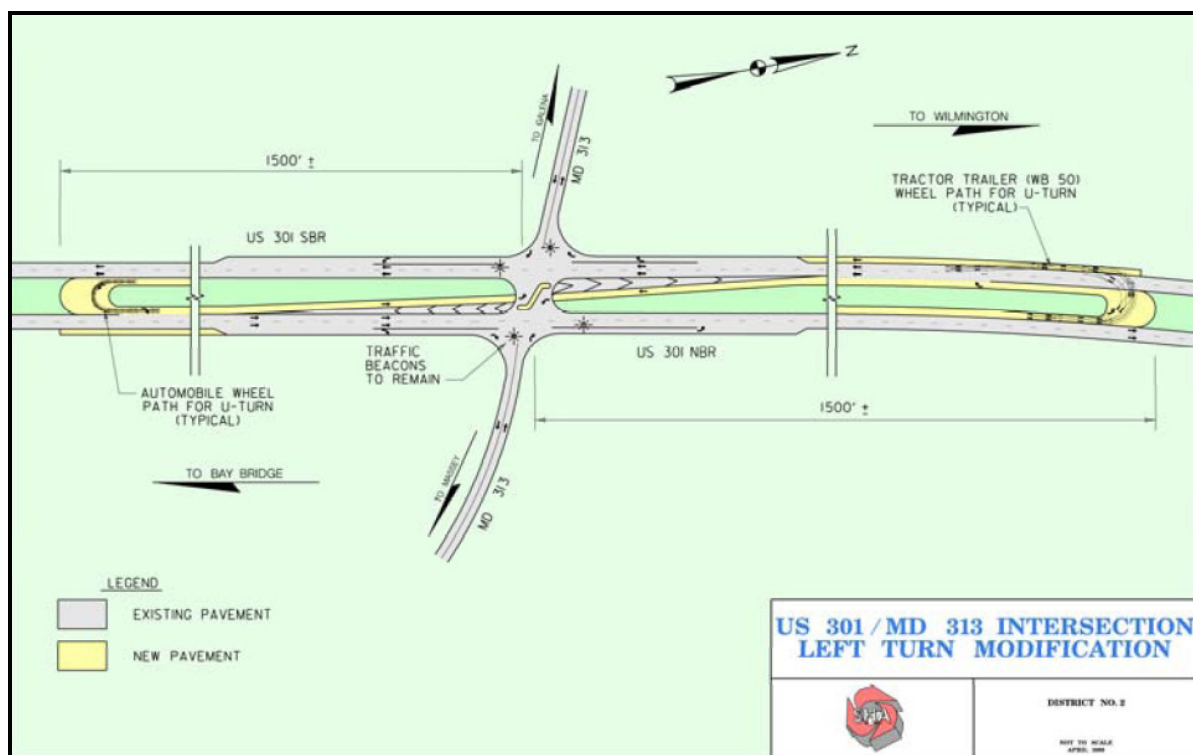 N
TO WILMINGTON
TO GALENA
MD 313
1500' ±
TRACTOR TRAILER (WB 50)
WHEEL PATH FOR U-TURN
(TYPICAL)
US 301 SBR
TRAFFIC
BEACONS
TO REMAIN
US 301 NBR
AUTOMOBILE WHEEL
PATH FOR U-TURN
(TYPICAL)
1500' ±
TO BAY BRIDGE
TO MASSEY
MD 313
LEGEND
EXISTING PAVEMENT
NEW PAVEMENT
US 301 / MD 313 INTERSECTION
LEFT TURN MODIFICATION
DISTRICT NO. 2
NOT TO SCALE